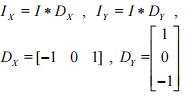 I_X = I * D_X , I_Y = I * D_Y ,
D_X = [−1 0 1] , D_Y = [1 0 −1]